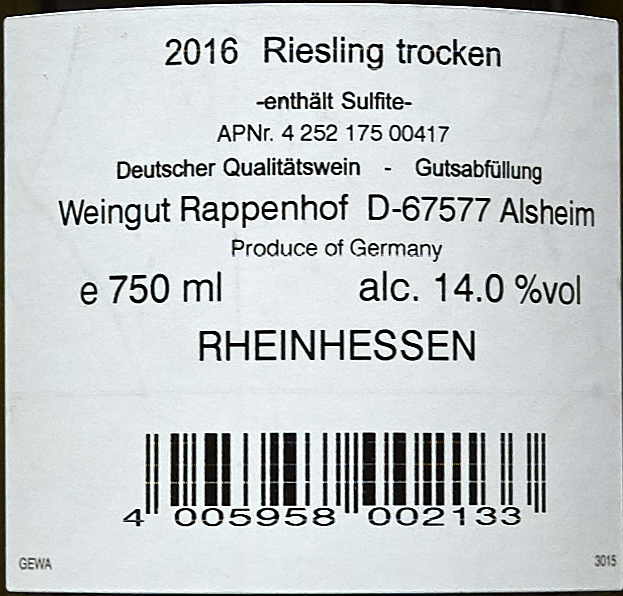 2016 Riesling trocken
-enthält Sulfite-
APNr. 4 252 175 00417
Deutscher Qualitätswein - Gutsabfüllung
Weingut Rappenhof D-67577 Alsheim
Produce of Germany
e 750 ml alc. 14.0 %vol
RHEINHESSEN
4 005958 002133
GEWA 3015